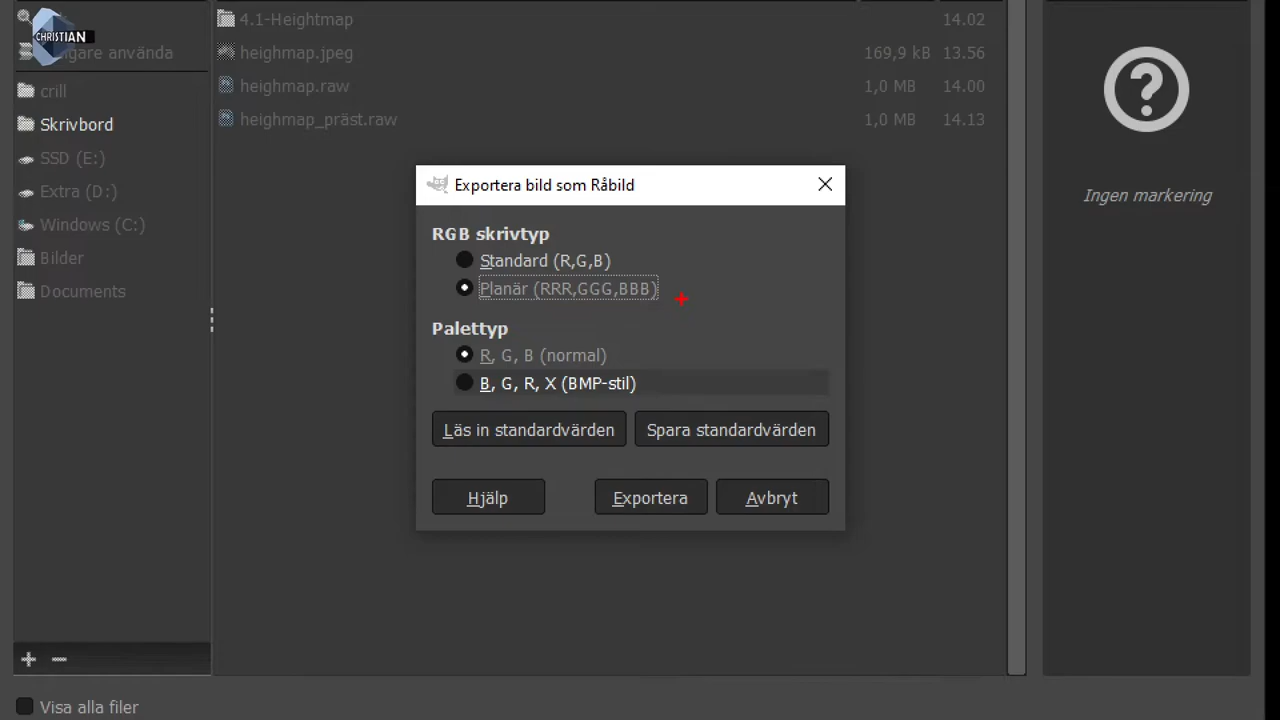 CHRISTIAN
använda
crill
Skrivbord
SSD (E:)
Extra (D:)
Windows (C:)
Bilder
Documents
4.1-Heightmap 14.02
heighmap.jpeg 169,9 kB 13.56
heighmap.raw 1,0 MB 14.00
heighmap_präst.raw 1,0 MB 14.13
Ingen markering
Exportera bild som Råbild
RGB skrivtyp
Standard (R,G,B)
Planär (RRR,GGG,BBB)
Palettyp
R, G, B (normal)
B, G, R, X (BMP-stil)
Läs in standardvärden Spara standardvärden
Hjälp Exportera Avbryt
Visa alla filer